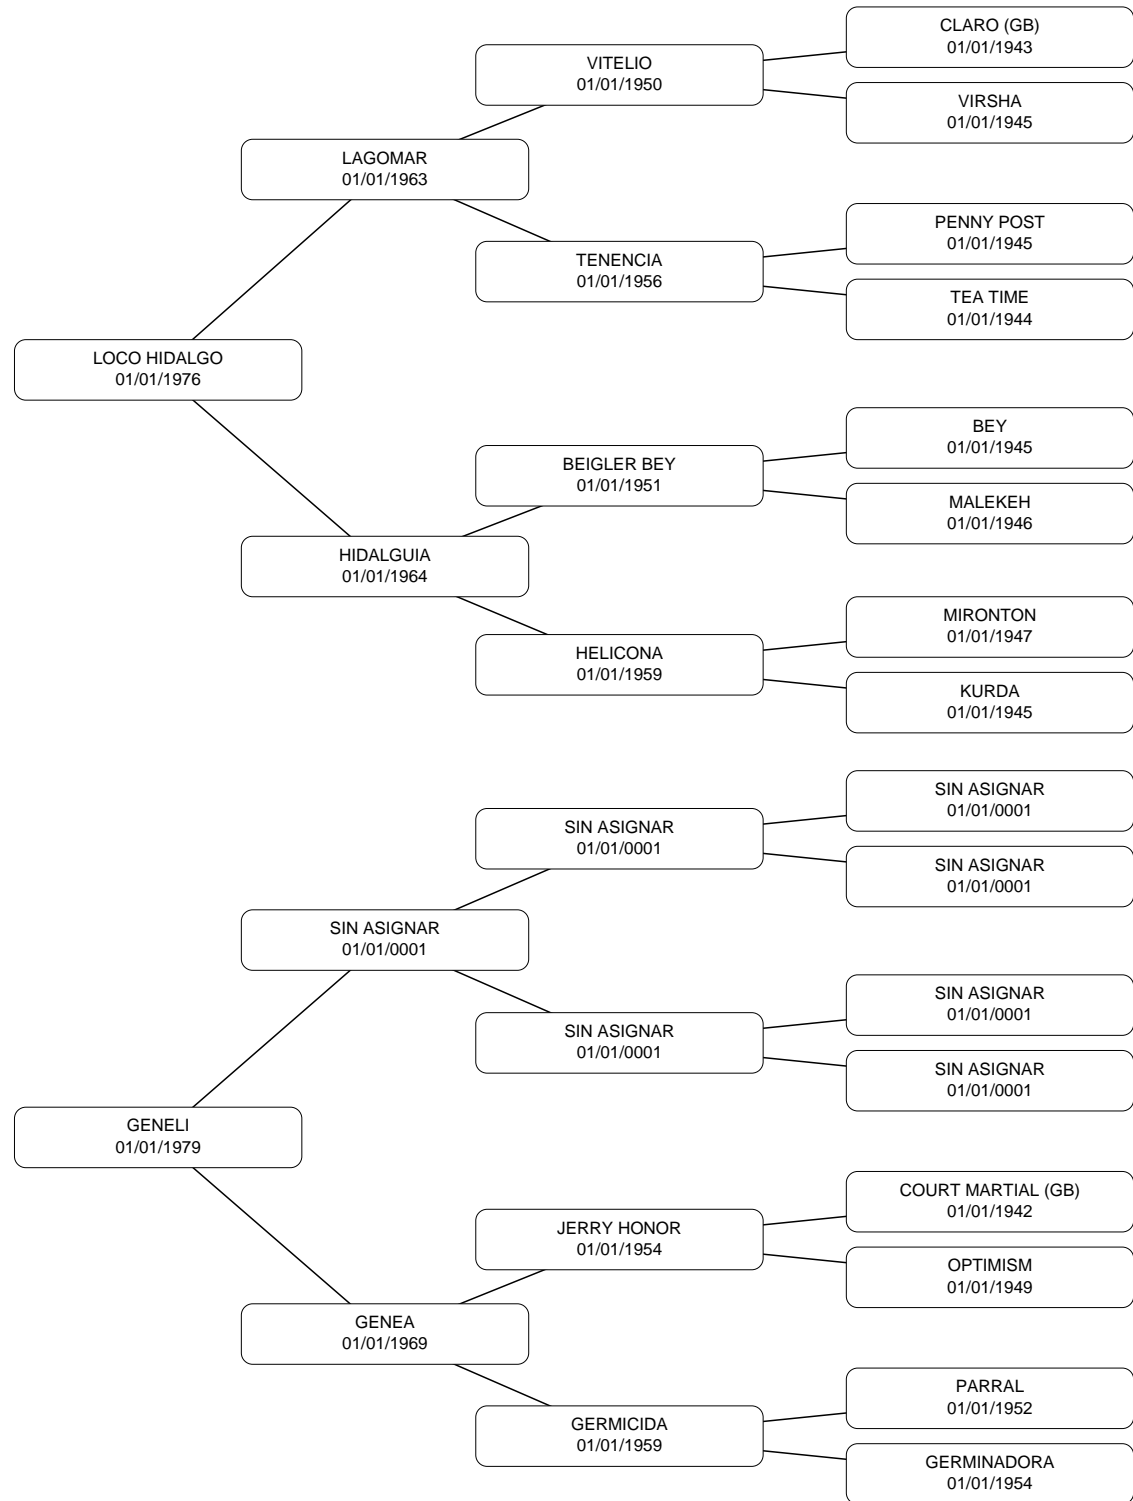 CLARO (GB)
01/01/1943
VITELIO
01/01/1950
VIRSHA
01/01/1945
LAGOMAR
01/01/1963
PENNY POST
01/01/1945
TENENCIA
01/01/1956
TEA TIME
01/01/1944
LOCO HIDALGO
01/01/1976
BEY
01/01/1945
BEIGLER BEY
01/01/1951
MALEKEH
01/01/1946
HIDALGUIA
01/01/1964
MIRONTON
01/01/1947
HELICONA
01/01/1959
KURDA
01/01/1945
SIN ASIGNAR
01/01/0001
SIN ASIGNAR
01/01/0001
SIN ASIGNAR
01/01/0001
SIN ASIGNAR
01/01/0001
SIN ASIGNAR
01/01/0001
SIN ASIGNAR
01/01/0001
SIN ASIGNAR
01/01/0001
GENELI
01/01/1979
COURT MARTIAL (GB)
01/01/1942
JERRY HONOR
01/01/1954
OPTIMISM
01/01/1949
GENEA
01/01/1969
PARRAL
01/01/1952
GERMICIDA
01/01/1959
GERMINADORA
01/01/1954